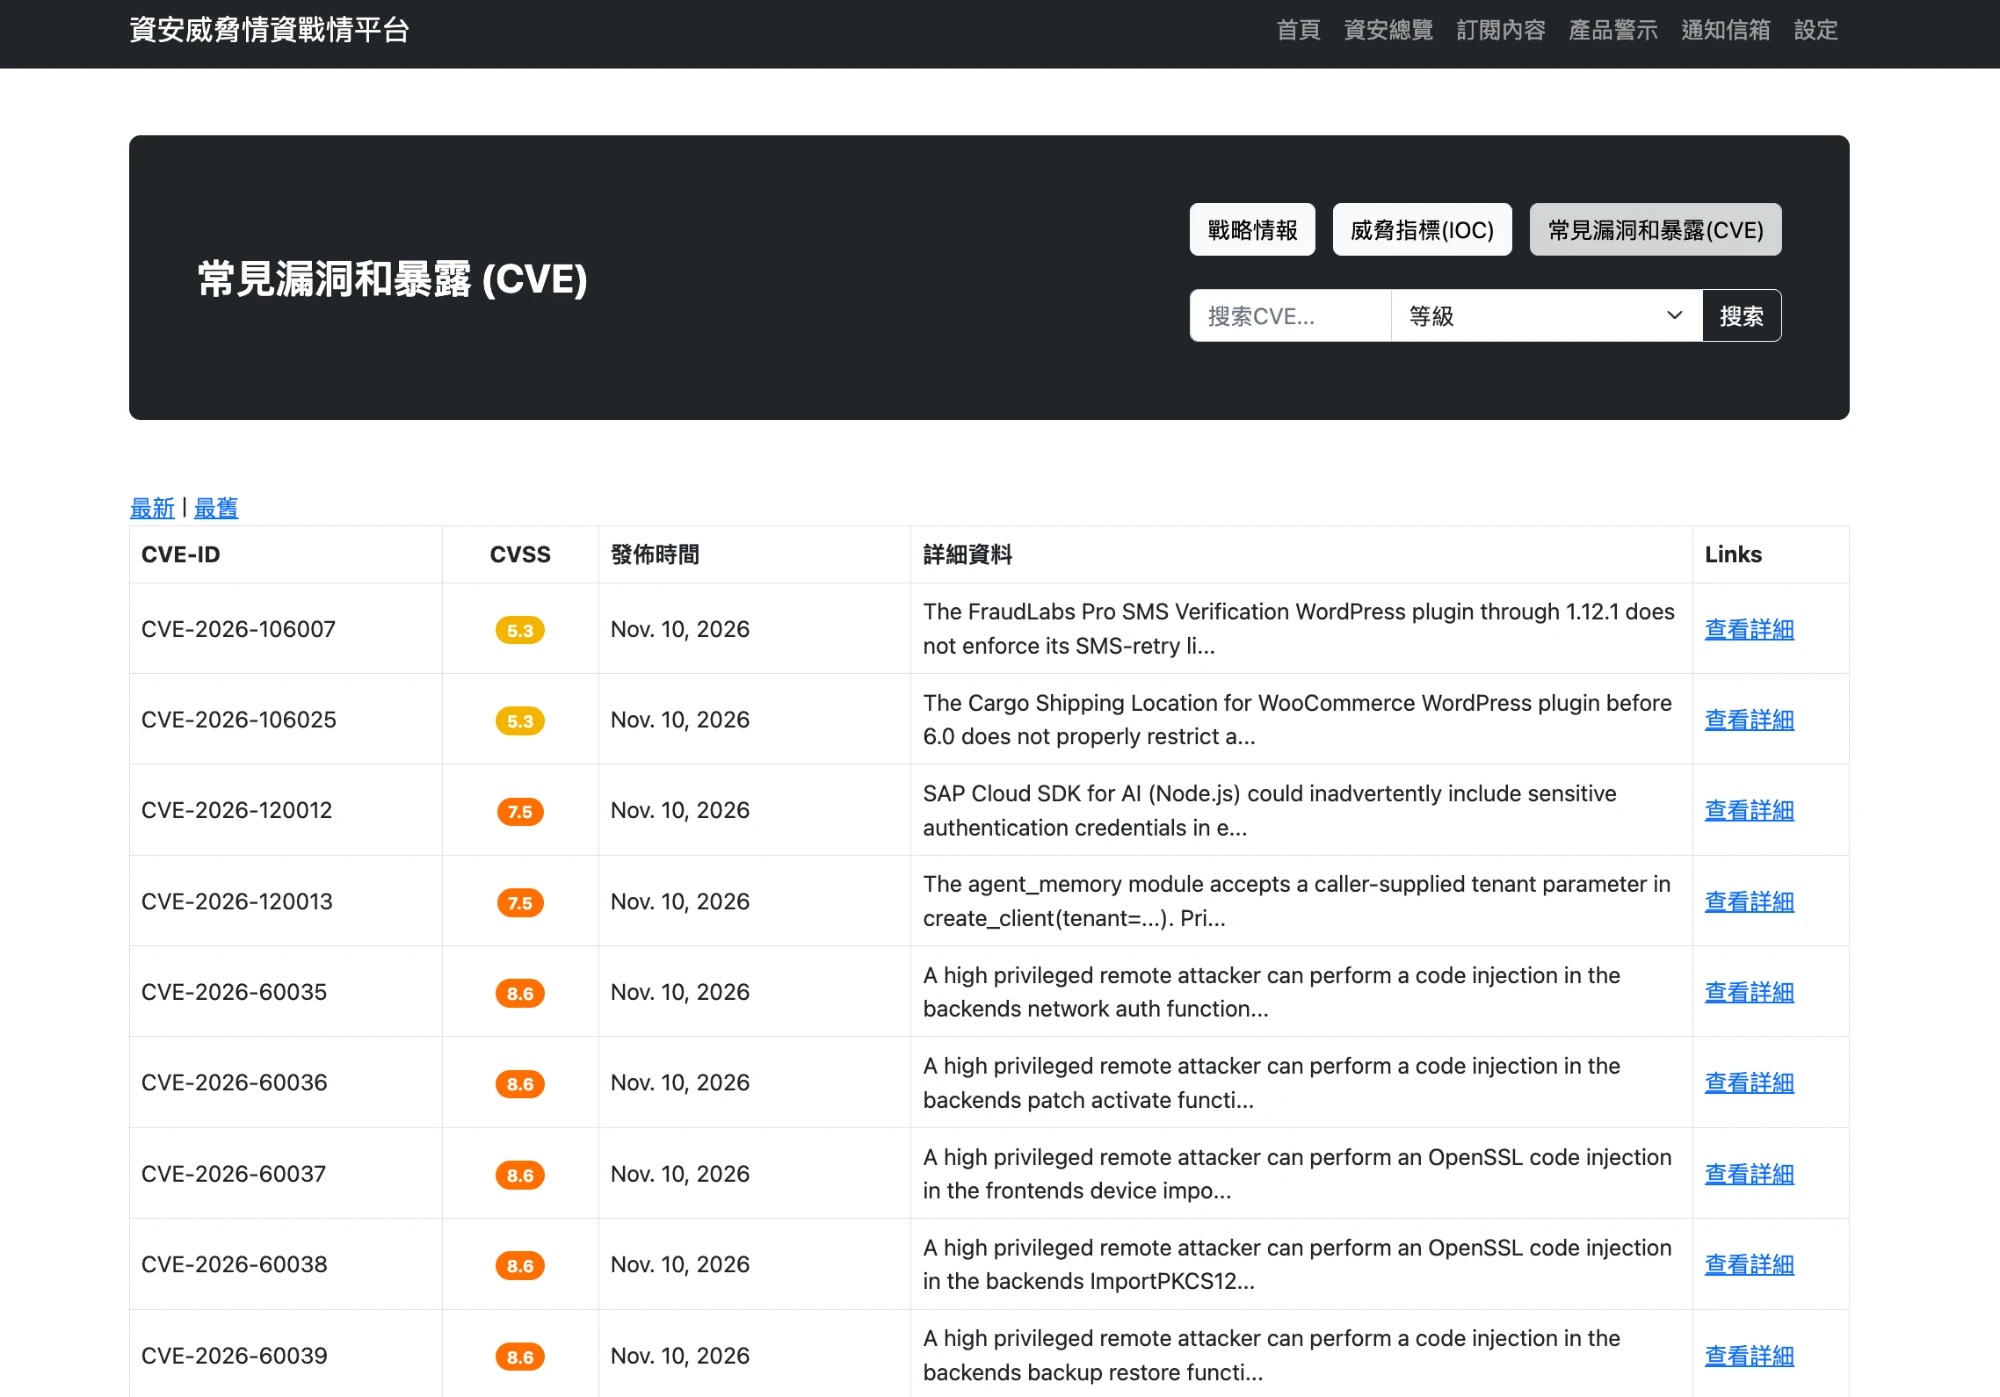 資安威脅情資戰情平台
首頁 資安總覽 訂閱內容 產品警示 通知信箱 設定
戰略情報 威脅指標(IOC) 常見漏洞和暴露(CVE)
常見漏洞和暴露 (CVE)
搜索CVE... 等級 搜索
最新 | 最舊
CVE-ID CVSS 發佈時間 詳細資料 Links
CVE-2026-106007 5.3 Nov. 10, 2026 The FraudLabs Pro SMS Verification WordPress plugin through 1.12.1 does
not enforce its SMS-retry li... 查看詳細
CVE-2026-106025 5.3 Nov. 10, 2026 The Cargo Shipping Location for WooCommerce WordPress plugin before
6.0 does not properly restrict a... 查看詳細
CVE-2026-120012 7.5 Nov. 10, 2026 SAP Cloud SDK for AI (Node.js) could inadvertently include sensitive
authentication credentials in e... 查看詳細
CVE-2026-120013 7.5 Nov. 10, 2026 The agent_memory module accepts a caller-supplied tenant parameter in
create_client(tenant=...). Pri... 查看詳細
CVE-2026-60035 8.6 Nov. 10, 2026 A high privileged remote attacker can perform a code injection in the
backends network auth function... 查看詳細
CVE-2026-60036 8.6 Nov. 10, 2026 A high privileged remote attacker can perform a code injection in the
backends patch activate functi... 查看詳細
CVE-2026-60037 8.6 Nov. 10, 2026 A high privileged remote attacker can perform an OpenSSL code injection
in the frontends device impo... 查看詳細
CVE-2026-60038 8.6 Nov. 10, 2026 A high privileged remote attacker can perform an OpenSSL code injection
in the backends ImportPKCS12... 查看詳細
CVE-2026-60039 8.6 Nov. 10, 2026 A high privileged remote attacker can perform a code injection in the
backends backup restore functi... 查看詳細